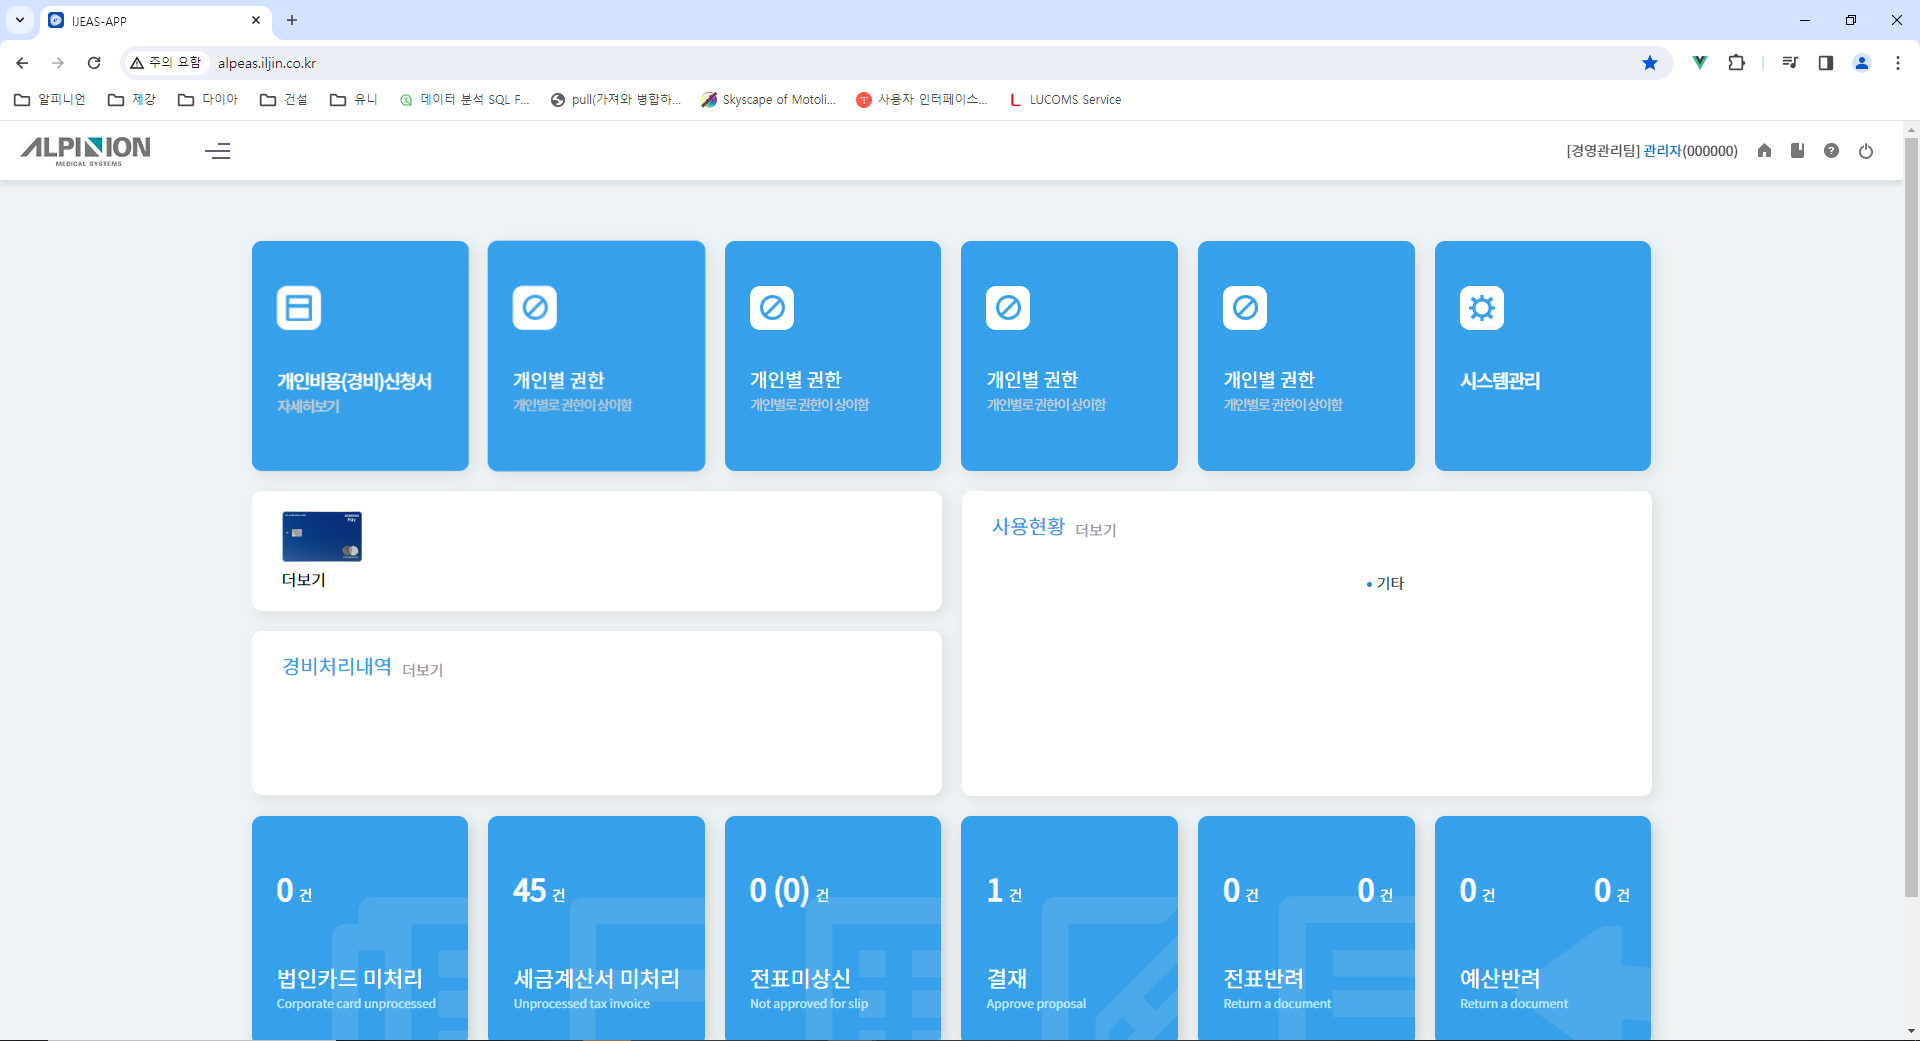 IJEAS-APP
주의 요함
alpeas.iljin.co.kr
알피니언
제강
다이아
건설
유니
데이터 분석 SQL F...
pull(가져와 병합하...
Skyscape of Motoli...
사용자 인터페이스...
LUCOMS Service
ALPINION
MEDICAL SYSTEMS
[경영관리팀] 관리자(000000)
개인비용(경비)신청서
자세히보기
개인별 권한
개인별로 권한이 상이함
개인별 권한
개인별로 권한이 상이함
개인별 권한
개인별로 권한이 상이함
개인별 권한
개인별로 권한이 상이함
시스템관리
더보기
사용현황 더보기
기타
경비처리내역 더보기
0 건
법인카드 미처리
Corporate card unprocessed
45 건
세금계산서 미처리
Unprocessed tax invoice
0 (0) 건
전표미상신
Not approved for slip
1 건
결재
Approve proposal
0 건 0 건
전표반려
Return a document
0 건 0 건
예산반려
Return a document